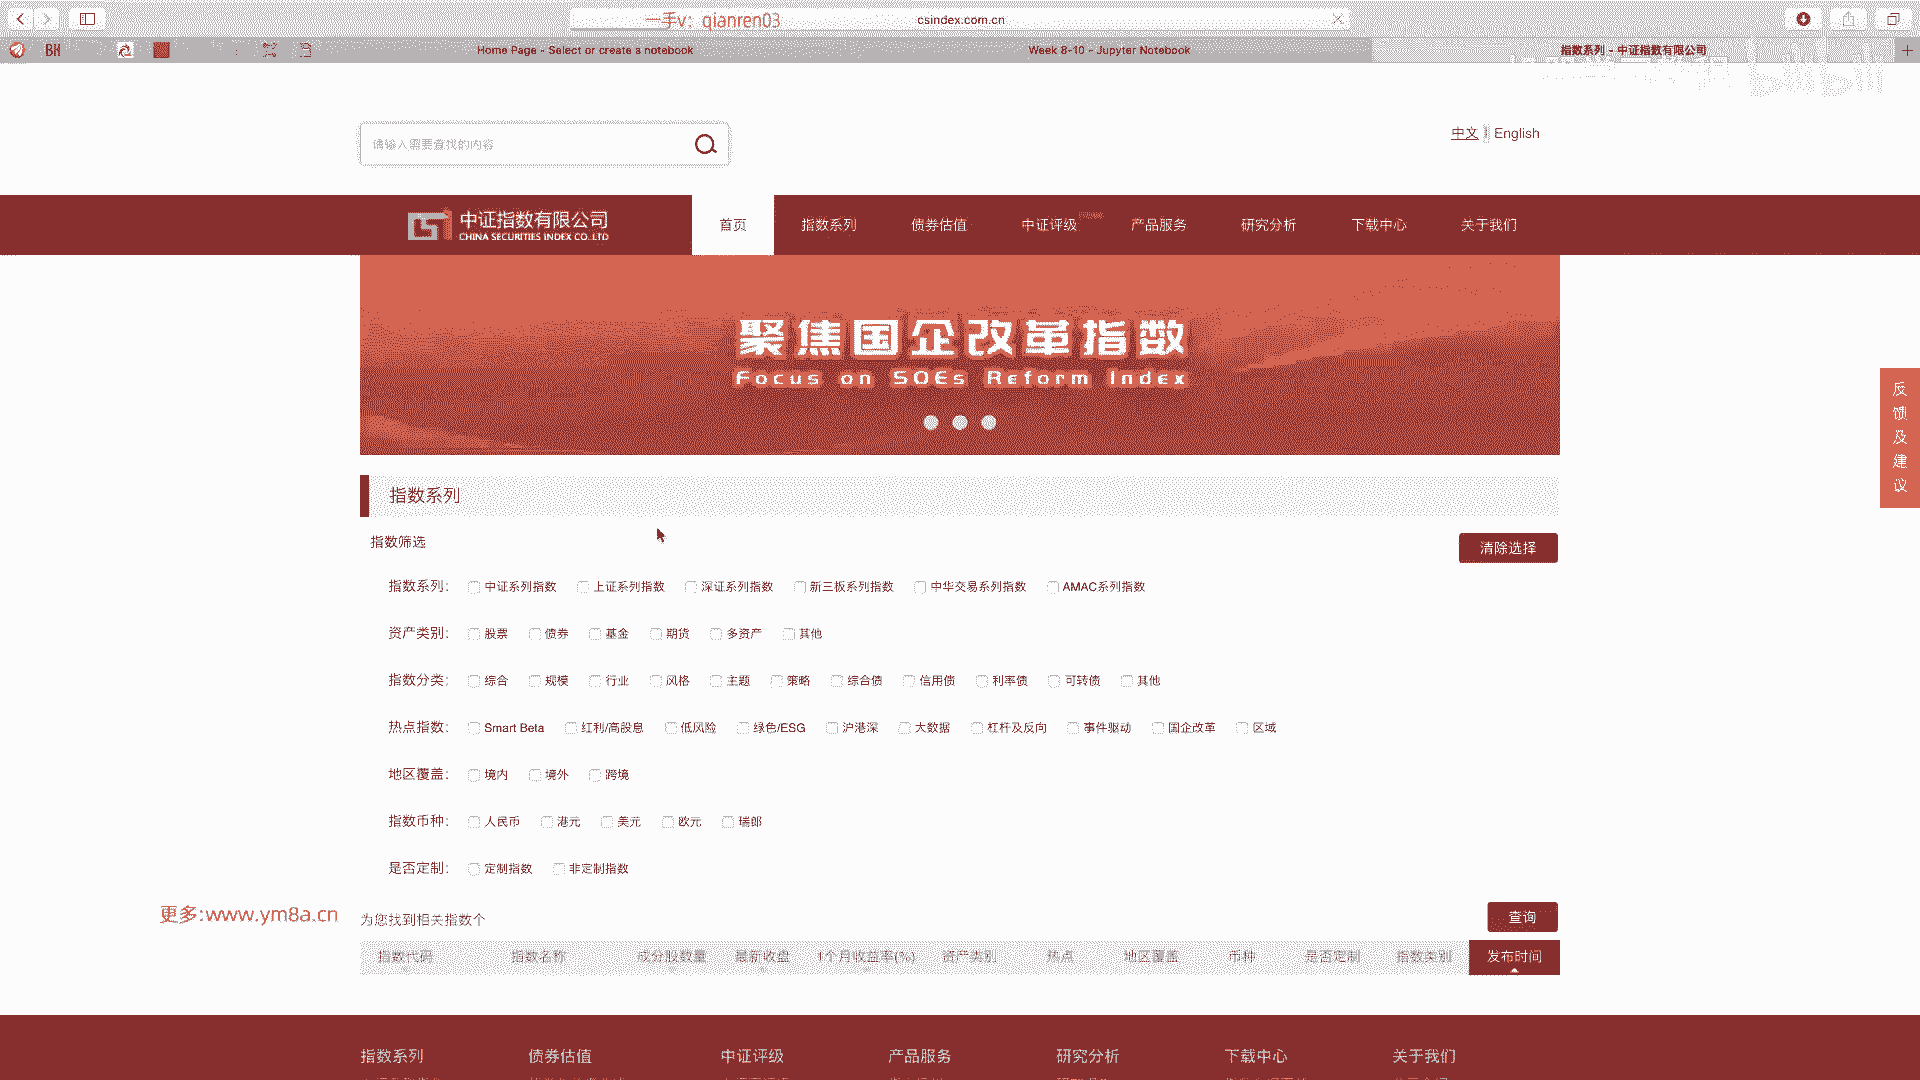 一手v：qianren03
csindex.com.cn
BH
Home Page - Select or create a notebook
Week 8-10 - Jupyter Notebook
指数系列 - 中证指数有限公司
bilibili
请输入需要查找的内容
中文 | English
中证指数有限公司
CHINA SECURITIES INDEX CO.,LTD
首页 指数系列 债券估值 中证评级 产品服务 研究分析 下载中心 关于我们
聚焦国企改革指数
Focus on SOEs Reform Index
反馈及建议
指数系列
指数筛选
清除选择
指数系列: 中证系列指数 上证系列指数 深证系列指数 新三板系列指数 中华交易系列指数 AMAC系列指数
资产类别: 股票 债券 基金 期货 多资产 其他
指数分类: 综合 规模 行业 风格 主题 策略 综合债 信用债 利率债 可转债 其他
热点指数: Smart Beta 红利/高股息 低风险 绿色/ESG 沪港深 大数据 杠杆及反向 事件驱动 国企改革 区域
地区覆盖: 境内 境外 跨境
指数币种: 人民币 港元 美元 欧元 瑞郎
是否定制: 定制指数 非定制指数
更多:www.ym8a.cn
为您找到相关指数个
查询
指数代码 指数名称 成分股数量 最新收盘 1个月收益率(%) 资产类别 热点 地区覆盖 币种 是否定制 指数类别 发布时间
指数系列 债券估值 中证评级 产品服务 研究分析 下载中心 关于我们